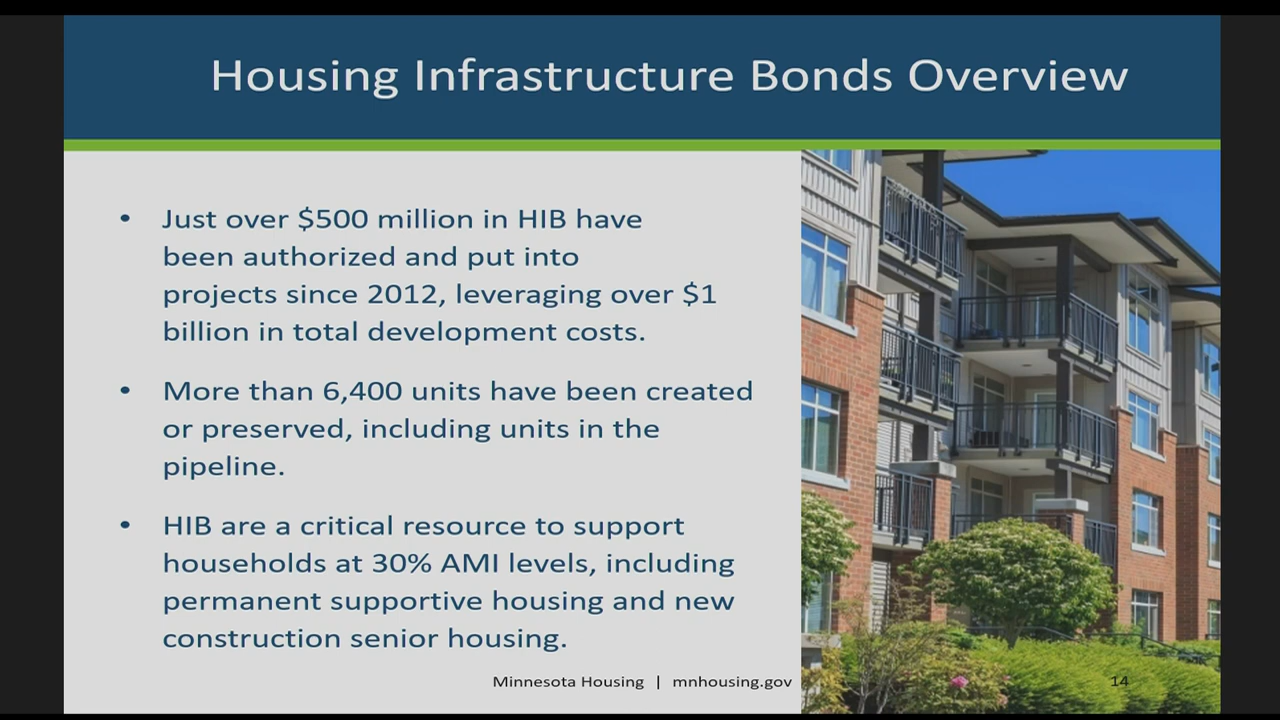 Housing Infrastructure Bonds Overview
• Just over $500 million in HIB have
been authorized and put into
projects since 2012, leveraging over $1
billion in total development costs.
• More than 6,400 units have been created
or preserved, including units in the
pipeline.
• HIB are a critical resource to support
households at 30% AMI levels, including
permanent supportive housing and new
construction senior housing.
Minnesota Housing | mnhousing.gov
14